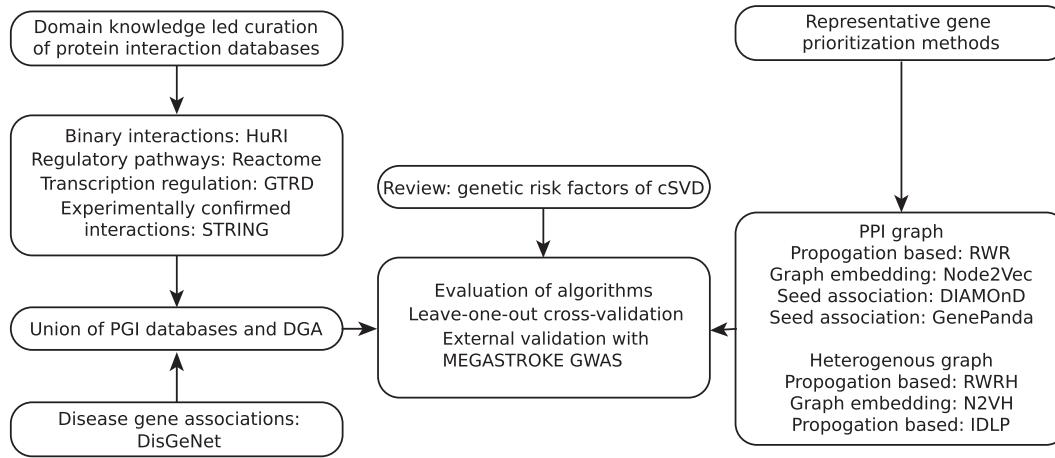 Domain knowledge led curation
of protein interaction databases
Binary interactions: HuRI
Regulatory pathways: Reactome
Transcription regulation: GTRD
Experimentally confirmed
interactions: STRING
Union of PGI databases and DGA
Disease gene associations:
DisGeNet
Review: genetic risk factors of cSVD
Evaluation of algorithms
Leave-one-out cross-validation
External validation with
MEGASTROKE GWAS
Representative gene
prioritization methods
PPI graph
Propogation based: RWR
Graph embedding: Node2Vec
Seed association: DIAMOnD
Seed association: GenePanda
Heterogenous graph
Propogation based: RWRH
Graph embedding: N2VH
Propogation based: IDLP